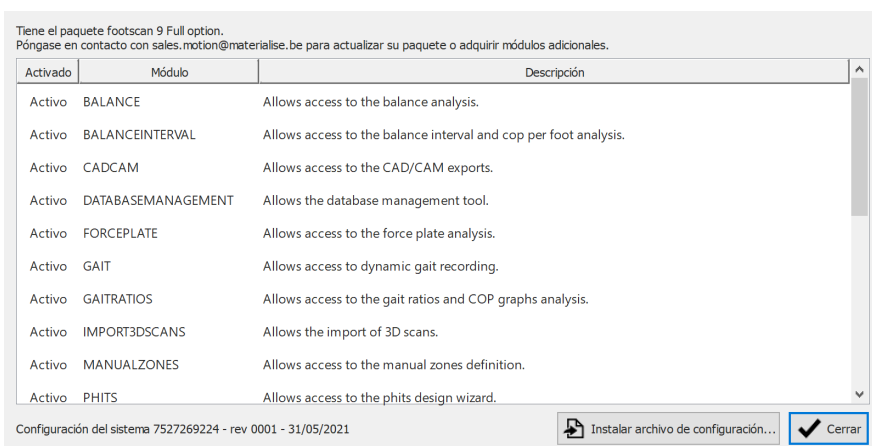 Tiene el paquete footscan 9 Full option.
Póngase en contacto con sales.motion@materialise.be para actualizar su paquete o adquirir módulos adicionales.
Activado Módulo Descripción
Activo BALANCE Allows access to the balance analysis.
Activo BALANCEINTERVAL Allows access to the balance interval and cop per foot analysis.
Activo CADCAM Allows access to the CAD/CAM exports.
Activo DATABASEMANAGEMENT Allows the database management tool.
Activo FORCEPLATE Allows access to the force plate analysis.
Activo GAIT Allows access to dynamic gait recording.
Activo GAITRATIOS Allows access to the gait ratios and COP graphs analysis.
Activo IMPORT3DSCANS Allows the import of 3D scans.
Activo MANUALZONES Allows access to the manual zones definition.
Activo PHITS Allows access to the phits design wizard.
Configuración del sistema 7527269224 - rev 0001 - 31/05/2021 Instalar archivo de configuración... Cerrar